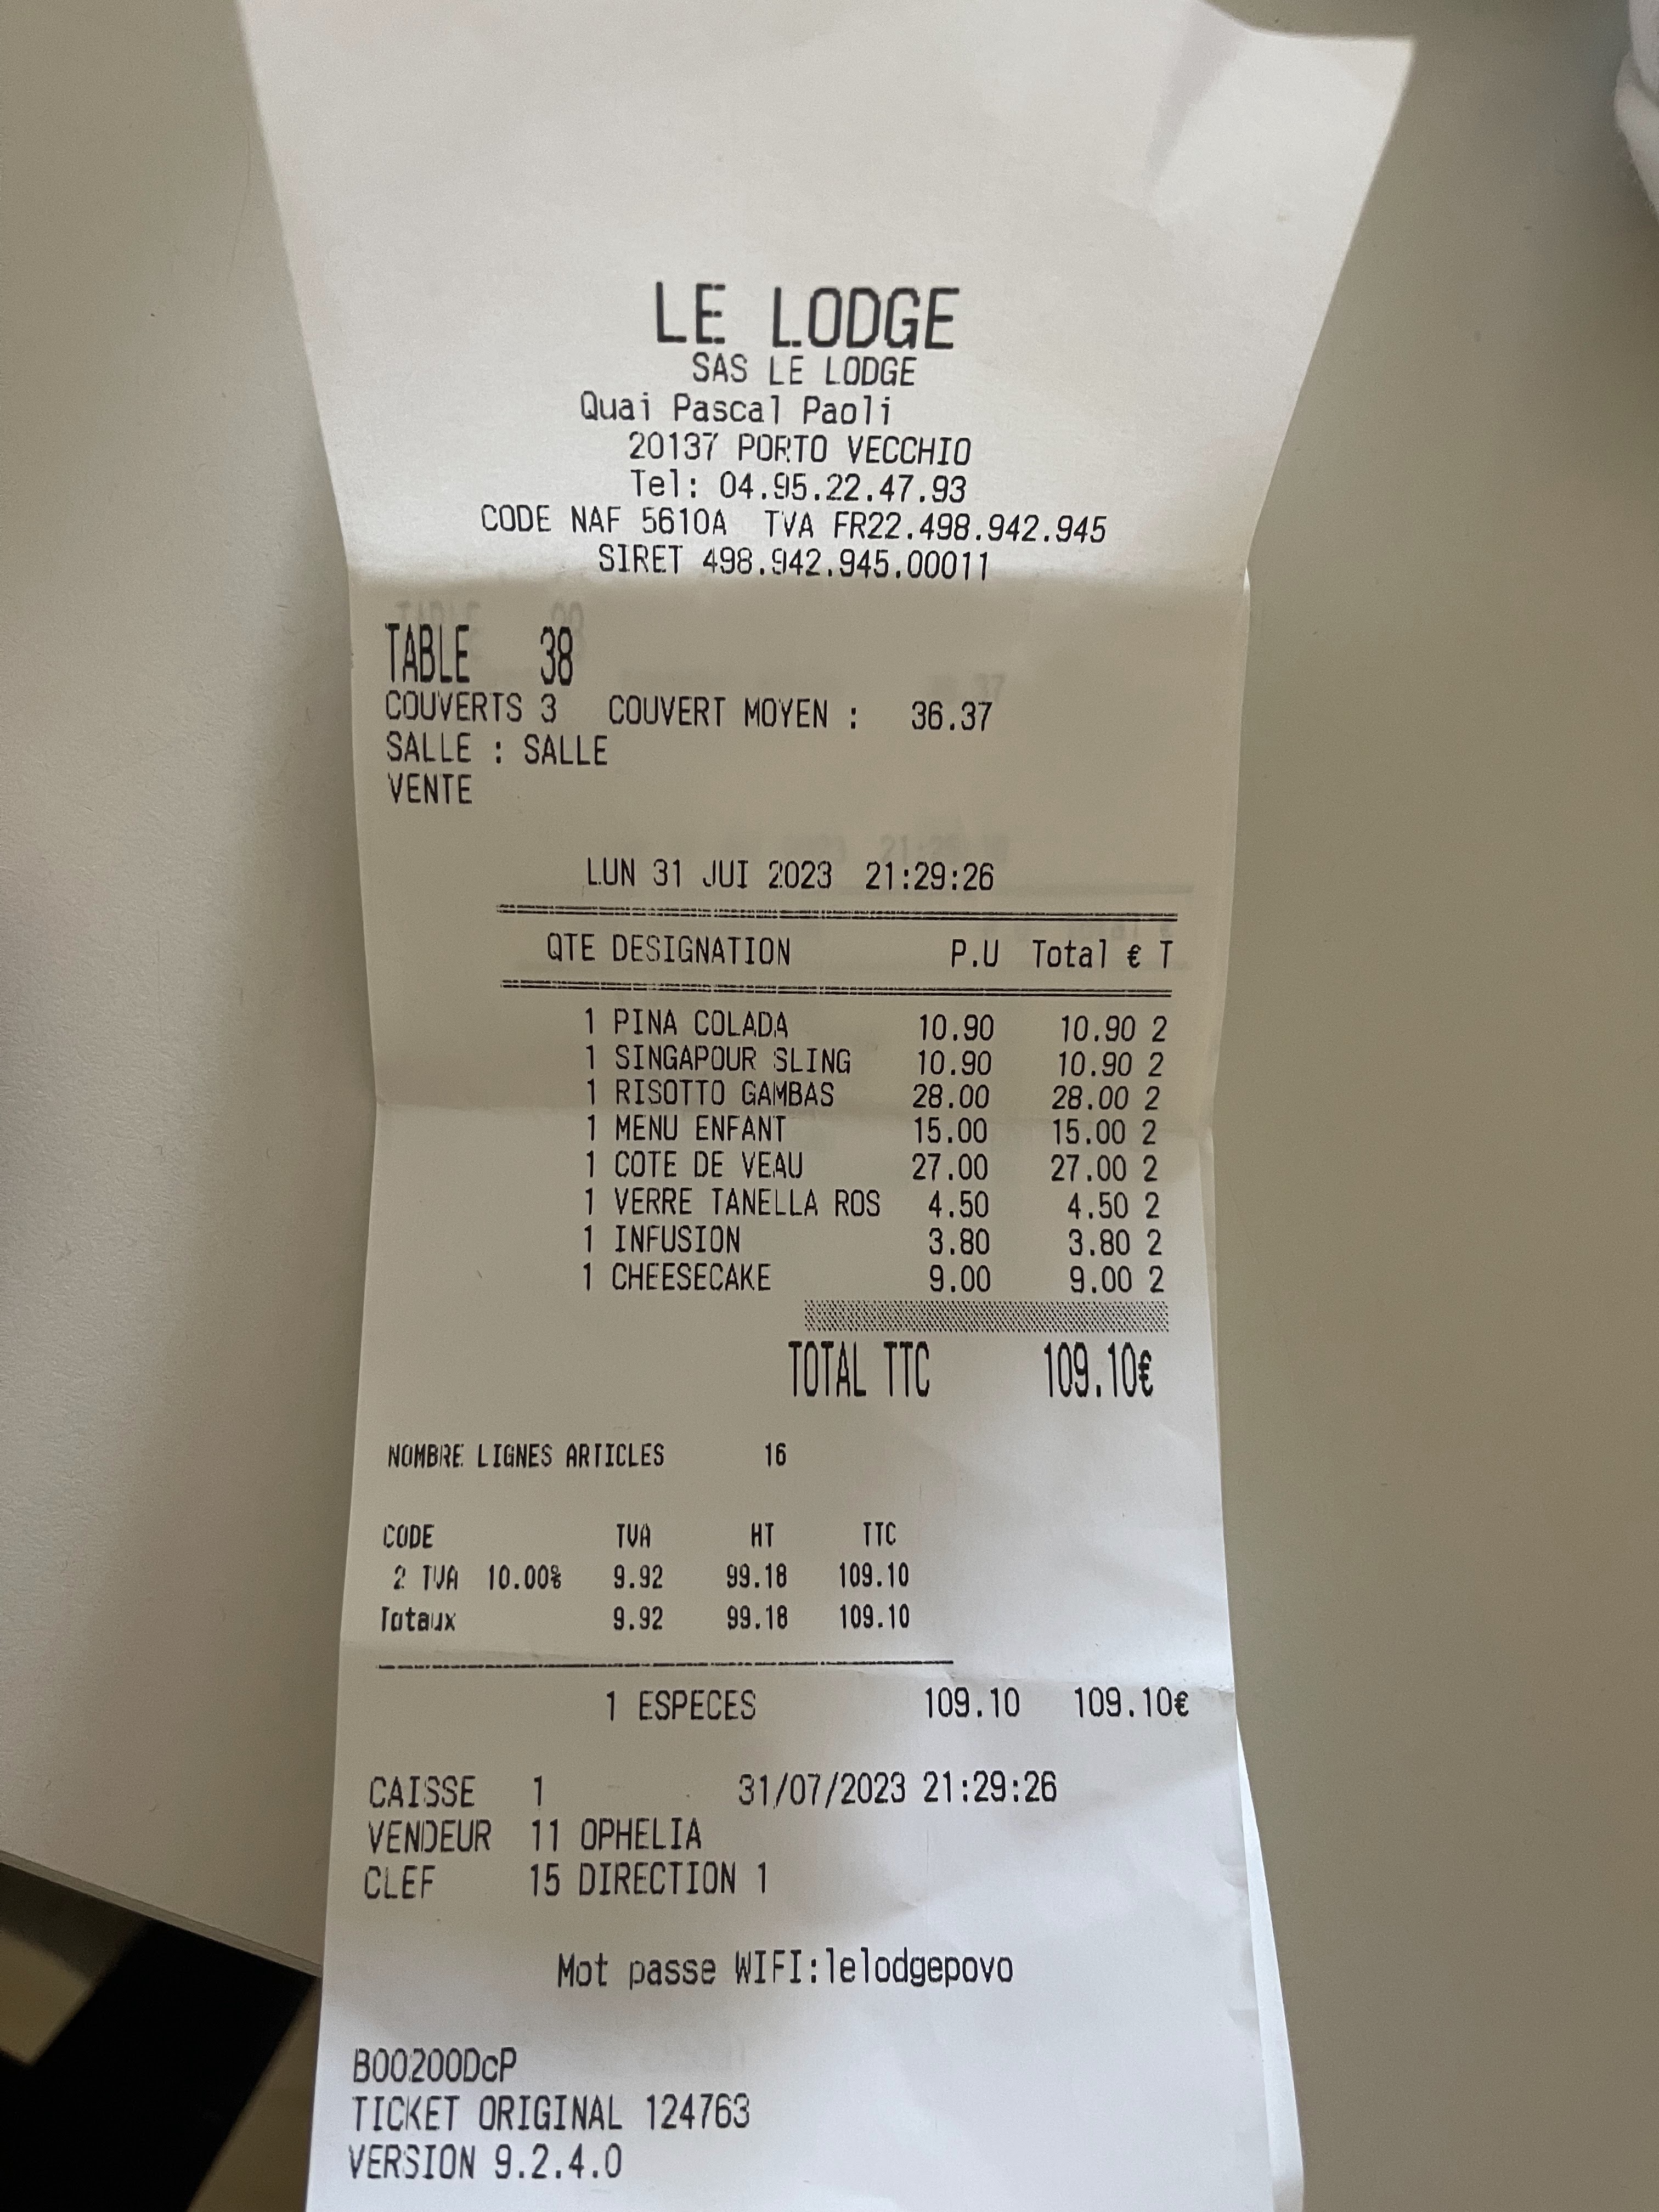 LE LODGE
SAS LE LODGE
Quai Pascal Paoli
20137 PORTO VECCHIO
Tel: 04.95.22.47.93
CODE NAF 5610A TVA FR22.498.942.945
SIRET 498.942.945.00011
TABLE 38
COUVERTS 3 COUVERT MOYEN : 36.37
SALLE : SALLE
VENTE
LUN 31 JUI 2023 21:29:26
QTE DESIGNATION P.U Total € T
1 PINA COLADA 10.90 10.90 2
1 SINGAPOUR SLING 10.90 10.90 2
1 RISOTTO GAMBAS 28.00 28.00 2
1 MENU ENFANT 15.00 15.00 2
1 COTE DE VEAU 27.00 27.00 2
1 VERRE TANELLA ROS 4.50 4.50 2
1 INFUSION 3.80 3.80 2
1 CHEESECAKE 9.00 9.00 2
TOTAL TTC 109.10€
NOMBRE LIGNES ARTICLES 16
CODE TVA HT TTC
2 TVA 10.00% 9.92 99.18 109.10
Totaux 9.92 99.18 109.10
1 ESPECES 109.10 109.10€
CAISSE 1 31/07/2023 21:29:26
VENDEUR 11 OPHELIA
CLEF 15 DIRECTION 1
Mot passe WIFI:lelodgepovo
B00200DcP
TICKET ORIGINAL 124763
VERSION 9.2.4.0